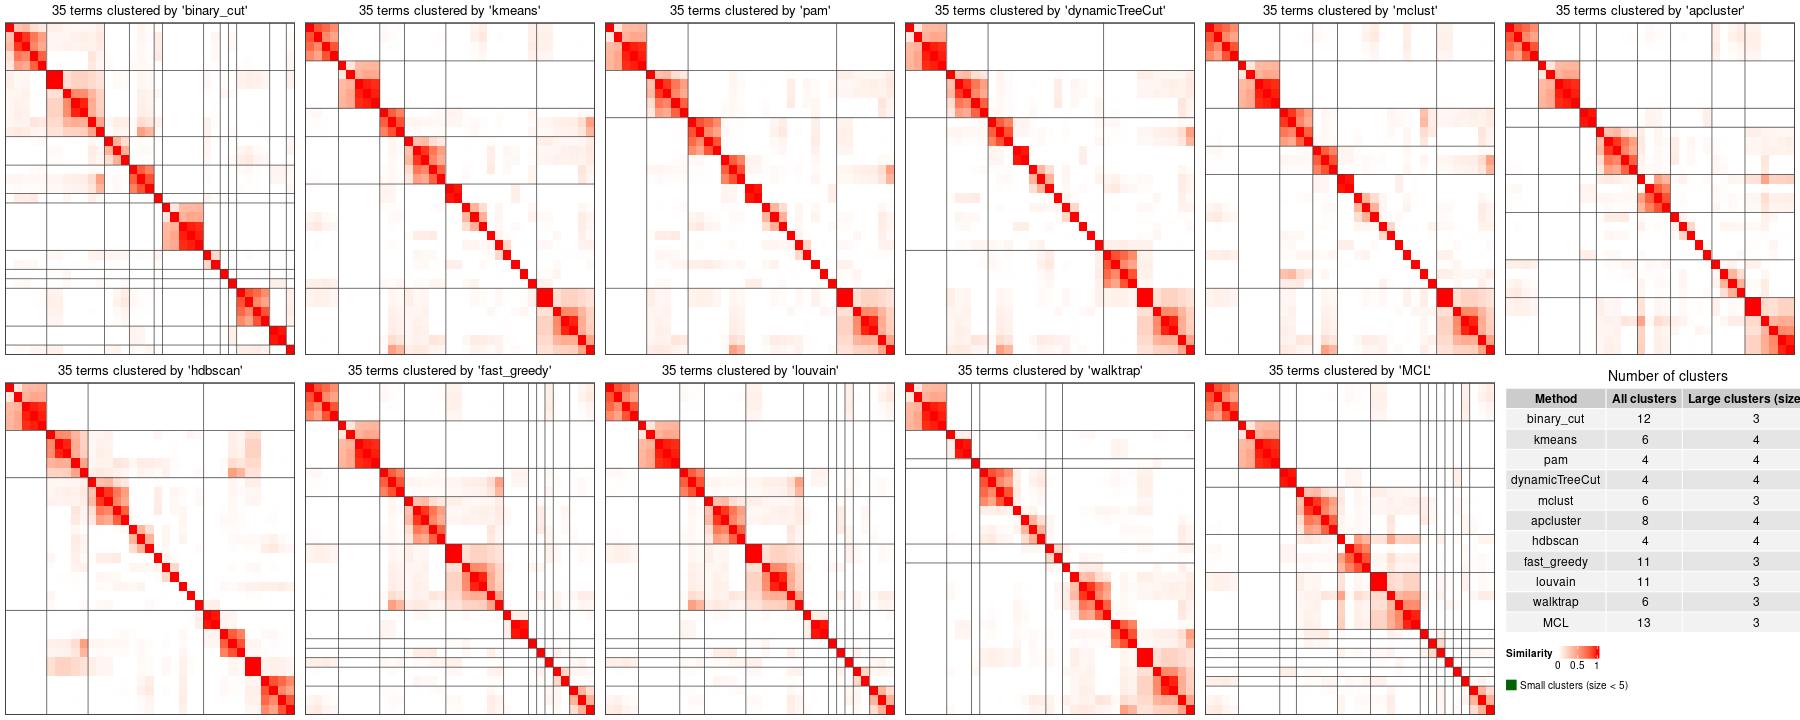 35 terms clustered by 'binary_cut'
35 terms clustered by 'kmeans'
35 terms clustered by 'pam'
35 terms clustered by 'dynamicTreeCut'
35 terms clustered by 'mclust'
35 terms clustered by 'apcluster'
35 terms clustered by 'hdbscan'
35 terms clustered by 'fast_greedy'
35 terms clustered by 'louvain'
35 terms clustered by 'walktrap'
35 terms clustered by 'MCL'
Number of clusters
Method All clusters Large clusters (size
binary_cut 12 3
kmeans 6 4
pam 4 4
dynamicTreeCut 4 4
mclust 6 3
apcluster 8 4
hdbscan 4 4
fast_greedy 11 3
louvain 11 3
walktrap 6 3
MCL 13 3
Similarity
0 0.5 1
Small clusters (size < 5)